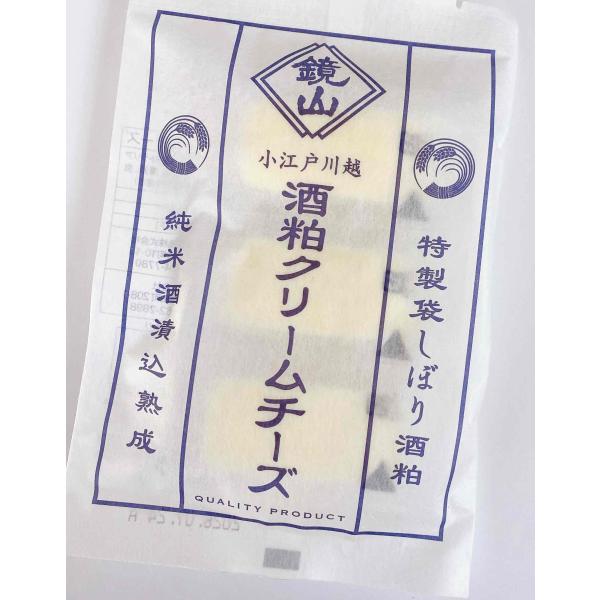 鏡山
小江戸川越
酒粕クリームチーズ
特製袋しぼり酒粕
純米酒漬込熟成
QUALITY PRODUCT